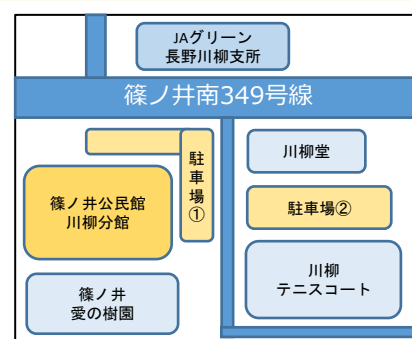 JAグリーン
長野川柳支所
篠ノ井南349号線
駐車場①
川柳堂
篠ノ井公民館
川柳分館
駐車場②
篠ノ井
愛の樹園
川柳
テニスコート